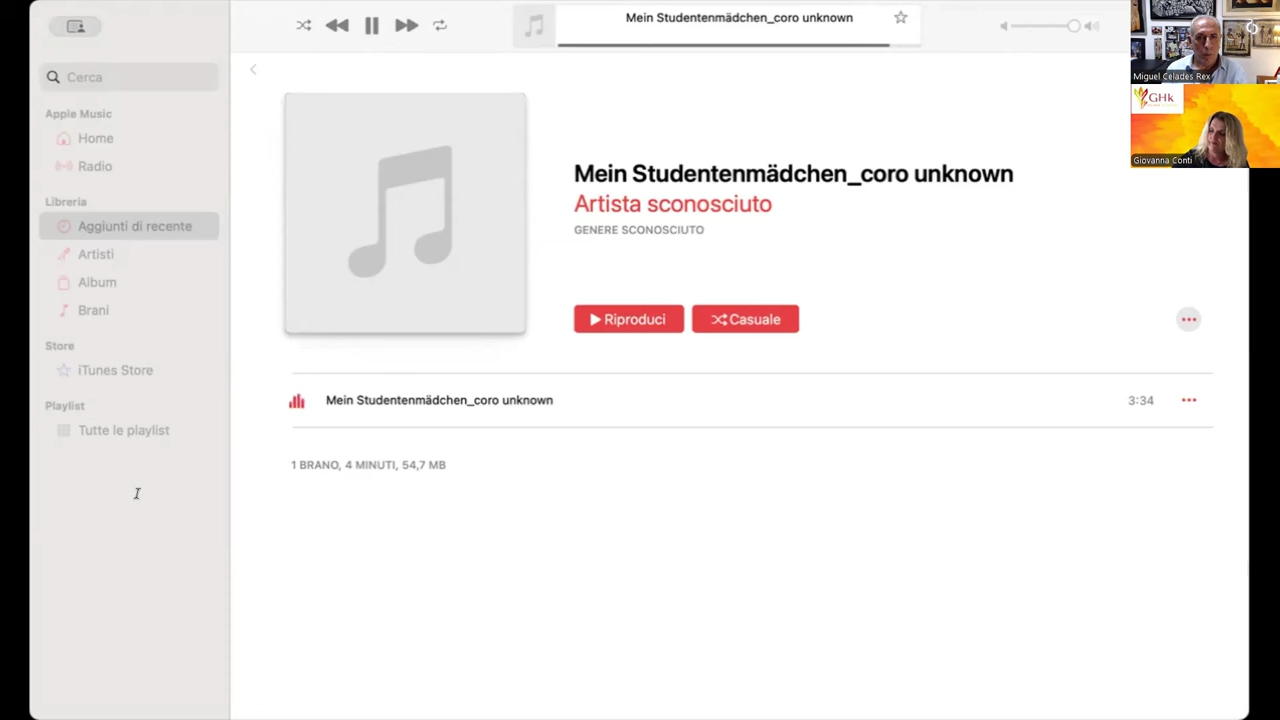 Mein Studentenmädchen_coro unknown
Miguel Celades Rex
GHk
Giovanna Conti
Cerca
Apple Music
Home
Radio
Libreria
Aggiunti di recente
Artisti
Album
Brani
Store
iTunes Store
Playlist
Tutte le playlist
Mein Studentenmädchen_coro unknown
Artista sconosciuto
GENERE SCONOSCIUTO
Riproduci
Casuale
Mein Studentenmädchen_coro unknown 3:34
1 BRANO, 4 MINUTI, 54,7 MB